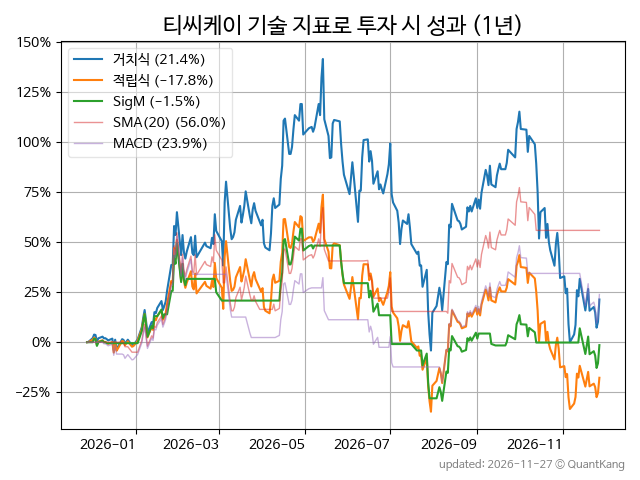 티씨케이 기술 지표로 투자 시 성과 (1년)
거치식 (21.4%)
적립식 (−17.8%)
SigM (−1.5%)
SMA(20) (56.0%)
MACD (23.9%)
150%
125%
100%
75%
50%
25%
0%
−25%
2026-01 2026-03 2026-05 2026-07 2026-09 2026-11
updated: 2026-11-27 © QuantKang